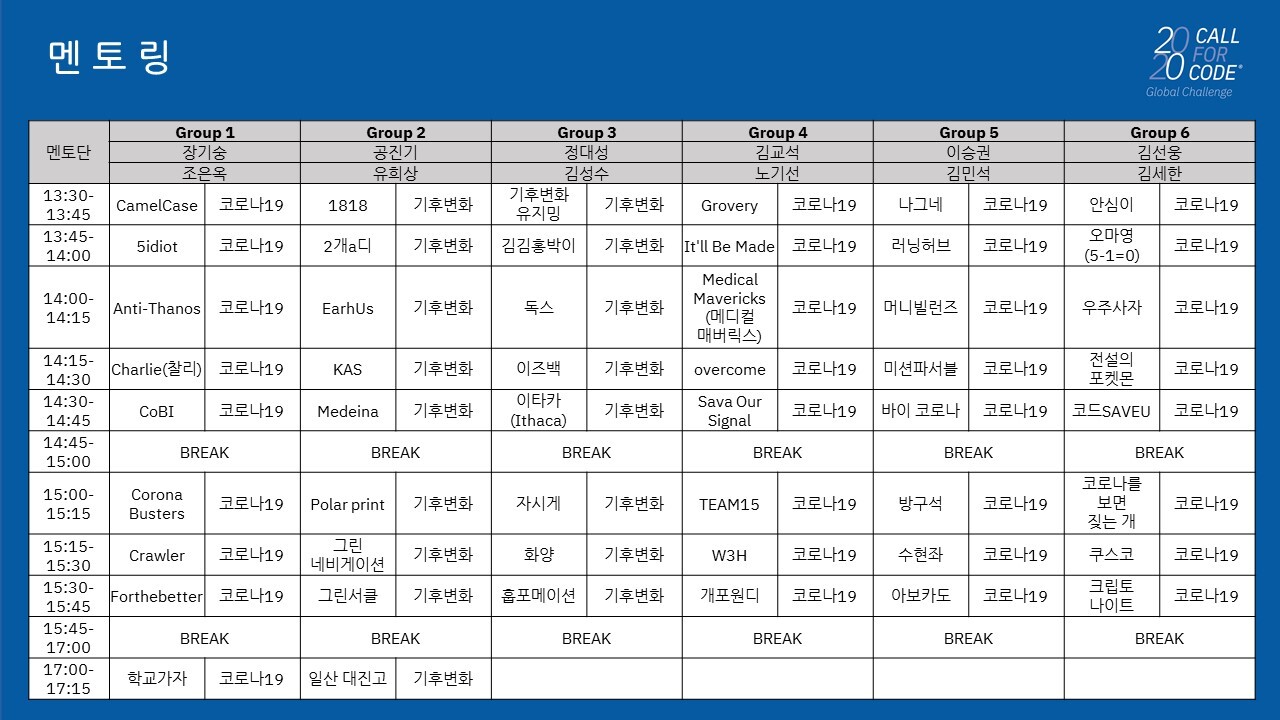 멘토링
20 CALL
FOR
20 CODE
Global Challenge
멘토단 Group 1 Group 2 Group 3 Group 4 Group 5 Group 6
장기숭 공진기 정대성 김교석 이승권 김선웅
조은옥 유희상 김성수 노기선 김민석 김세한
13:30-
13:45 CamelCase 코로나19 1818 기후변화 기후변화
유지밍 기후변화 Grovery 코로나19 나그네 코로나19 안심이 코로나19
13:45-
14:00 5idiot 코로나19 2개a디 기후변화 김김홍박이 기후변화 It'll Be Made 코로나19 러닝허브 코로나19 오마영
(5-1=0) 코로나19
14:00-
14:15 Anti-Thanos 코로나19 EarhUs 기후변화 독스 기후변화 Medical
Mavericks
(메디컬
매버릭스) 코로나19 머니빌런즈 코로나19 우주사자 코로나19
14:15-
14:30 Charlie(찰리) 코로나19 KAS 기후변화 이즈백 기후변화 overcome 코로나19 미션파서블 코로나19 전설의
포켓몬 코로나19
14:30-
14:45 CoBI 코로나19 Medeina 기후변화 이타카
(Ithaca) 기후변화 Sava Our
Signal 코로나19 바이 코로나 코로나19 코드SAVEU 코로나19
14:45-
15:00 BREAK BREAK BREAK BREAK BREAK BREAK
15:00-
15:15 Corona
Busters 코로나19 Polar print 기후변화 자시게 기후변화 TEAM15 코로나19 방구석 코로나19 코로나를
보면
짖는 개 코로나19
15:15-
15:30 Crawler 코로나19 그린
네비게이션 기후변화 화양 기후변화 W3H 코로나19 수현좌 코로나19 쿠스코 코로나19
15:30-
15:45 Forthebetter 코로나19 그린서클 기후변화 홉포메이션 기후변화 개포원디 코로나19 아보카도 코로나19 크립토
나이트 코로나19
15:45-
17:00 BREAK BREAK BREAK BREAK BREAK BREAK
17:00-
17:15 학교가자 코로나19 일산 대진고 기후변화